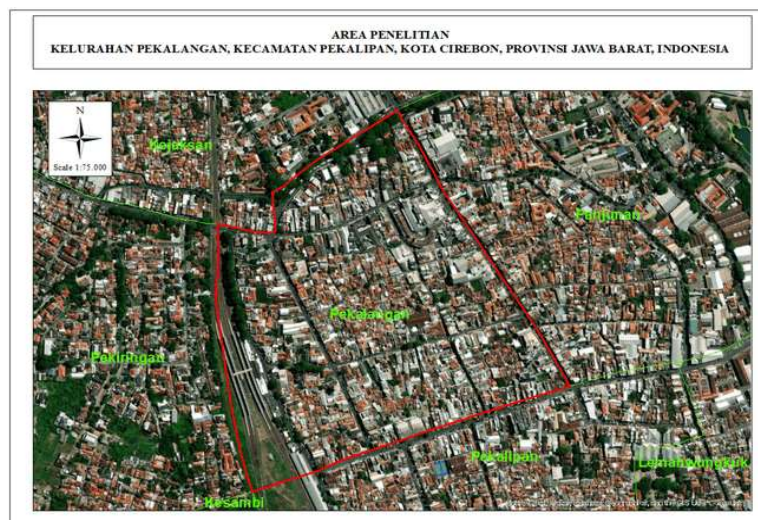 AREA PENELITIAN
KELURAHAN PEKALANGAN, KECAMATAN PEKALIPAN, KOTA CIREBON, PROVINSI JAWA BARAT, INDONESIA
N
Scale 1:75.000
Kejaksan
Panjunan
Pekalangan
Pekiringan
Pekalipan
Lemahwungkuk
Kesambi